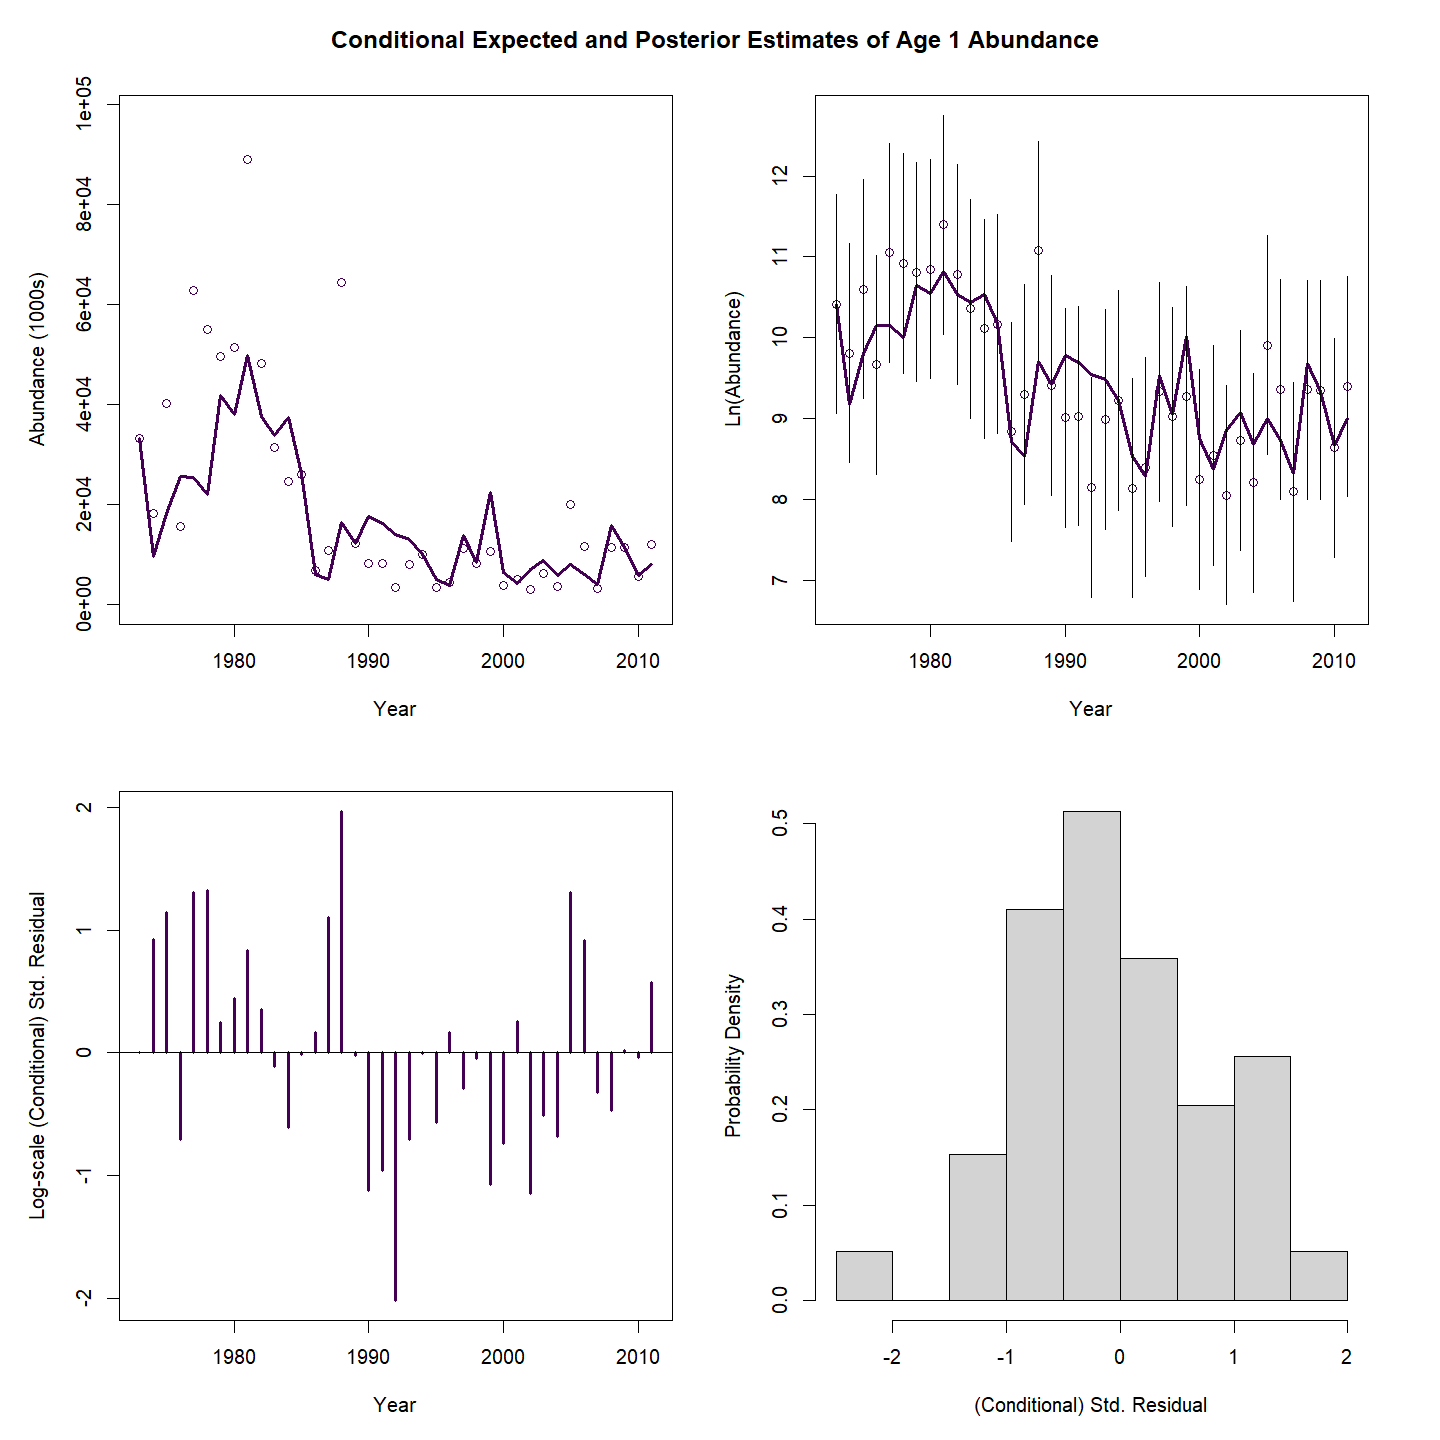 Conditional Expected and Posterior Estimates of Age 1 Abundance
Abundance (1000s)
0e+00 2e+04 4e+04 6e+04 8e+04 1e+05
1980 1990 2000 2010
Year
Ln(Abundance)
7 8 9 10 11 12
1980 1990 2000 2010
Year
Log-scale (Conditional) Std. Residual
-2 -1 0 1 2
1980 1990 2000 2010
Year
Probability Density
0.0 0.1 0.2 0.3 0.4 0.5
-2 -1 0 1 2
(Conditional) Std. Residual